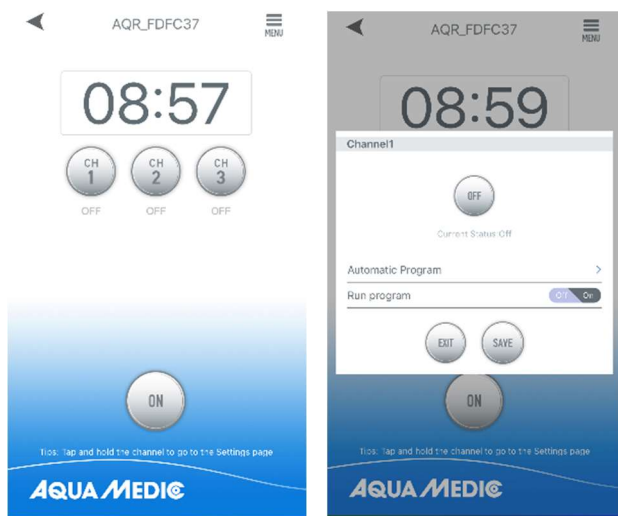 AQR_FDFC37
MENU
08:57
CH
1
CH
2
CH
3
OFF
OFF
OFF
ON
Tips: Tap and hold the channel to go to the Settings page
AQUA MEDIC
AQR_FDFC37
MENU
08:59
Channel1
OFF
Current Status:Off
Automatic Program
Run program
Off On
EXIT
SAVE
ON
Tips: Tap and hold the channel to go to the Settings page
AQUA MEDIC